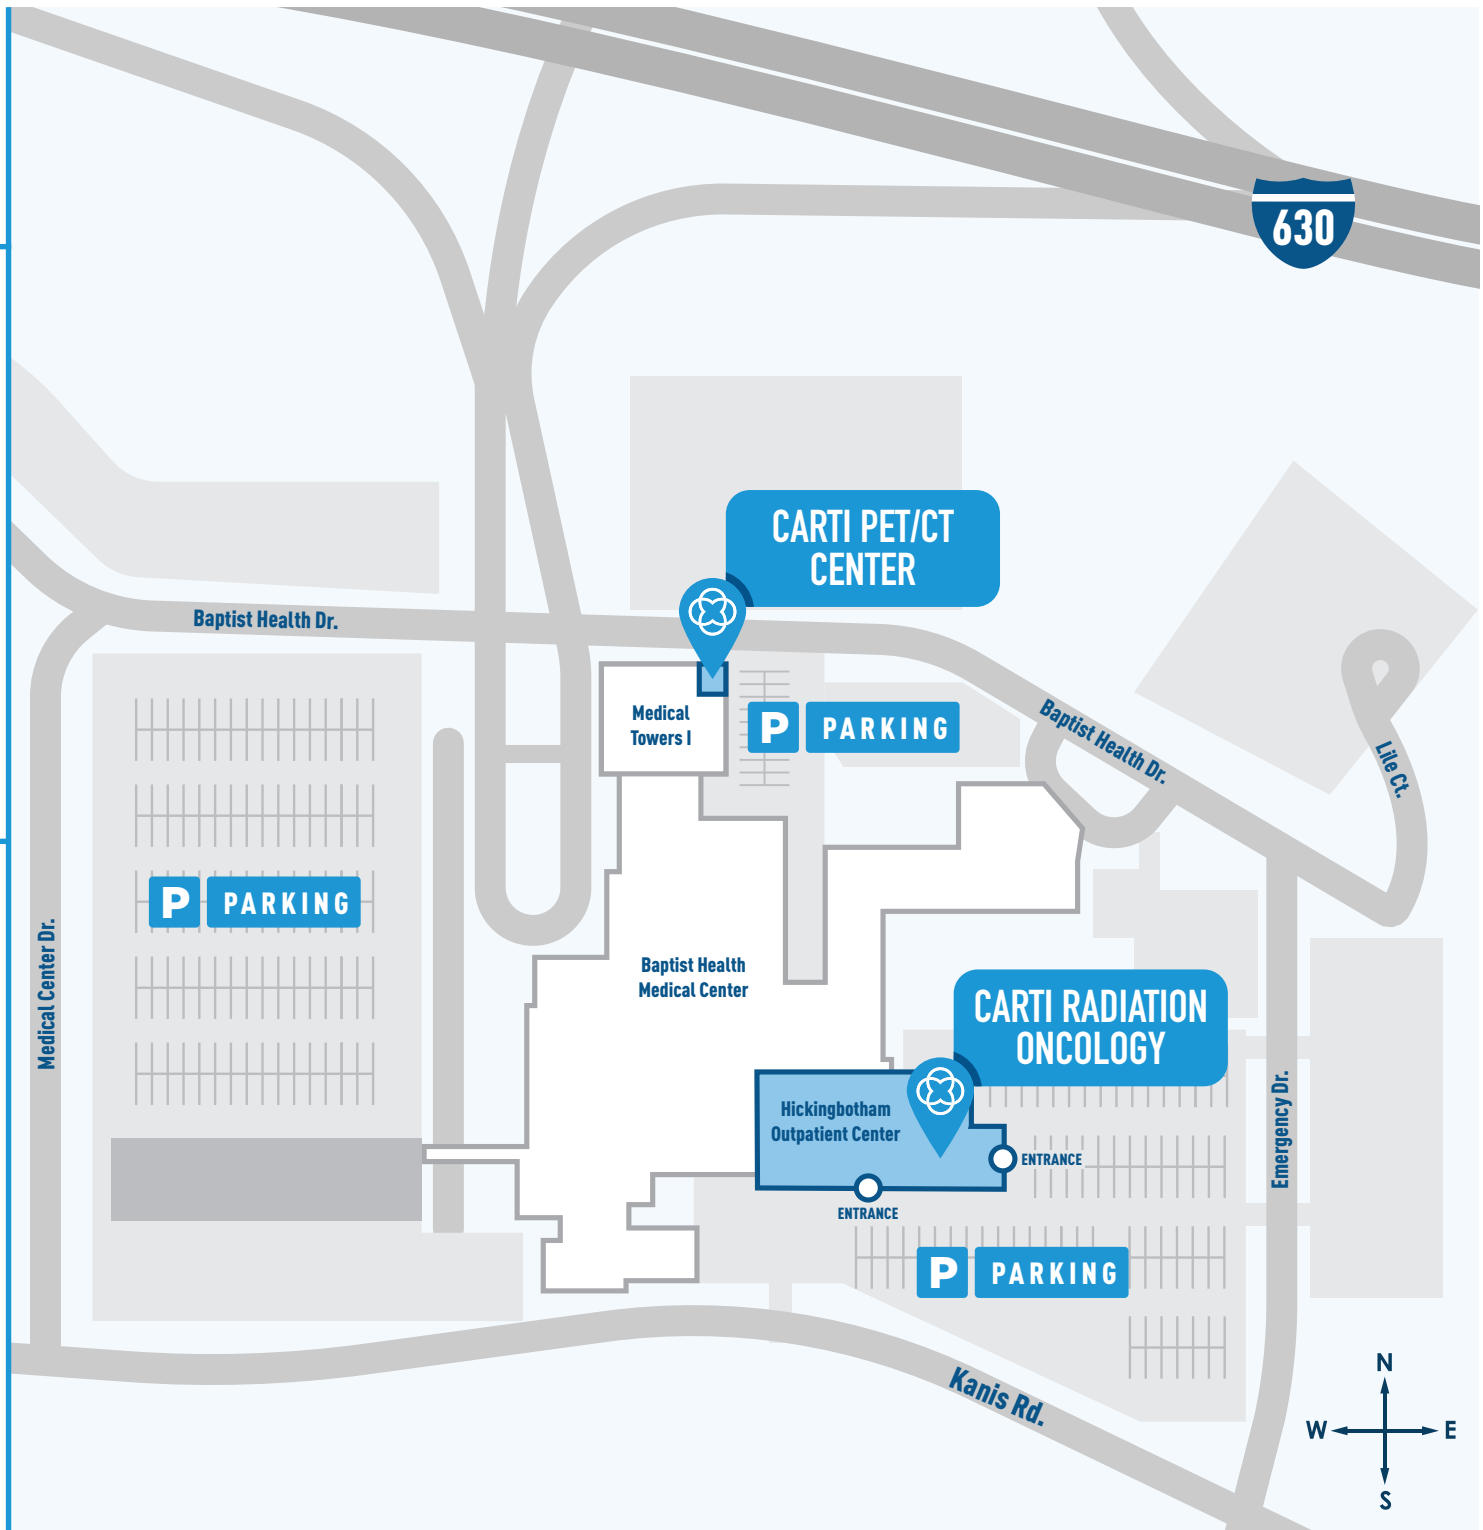 630
CARTI PET/CT
CENTER
Baptist Health Dr.
Medical
Towers I
P PARKING
Baptist Health Dr.
Lile Ct.
P PARKING
Medical Center Dr.
Baptist Health
Medical Center
CARTI RADIATION
ONCOLOGY
Hickingbotham
Outpatient Center
ENTRANCE
ENTRANCE
Emergency Dr.
P PARKING
Kanis Rd.
N
W E
S